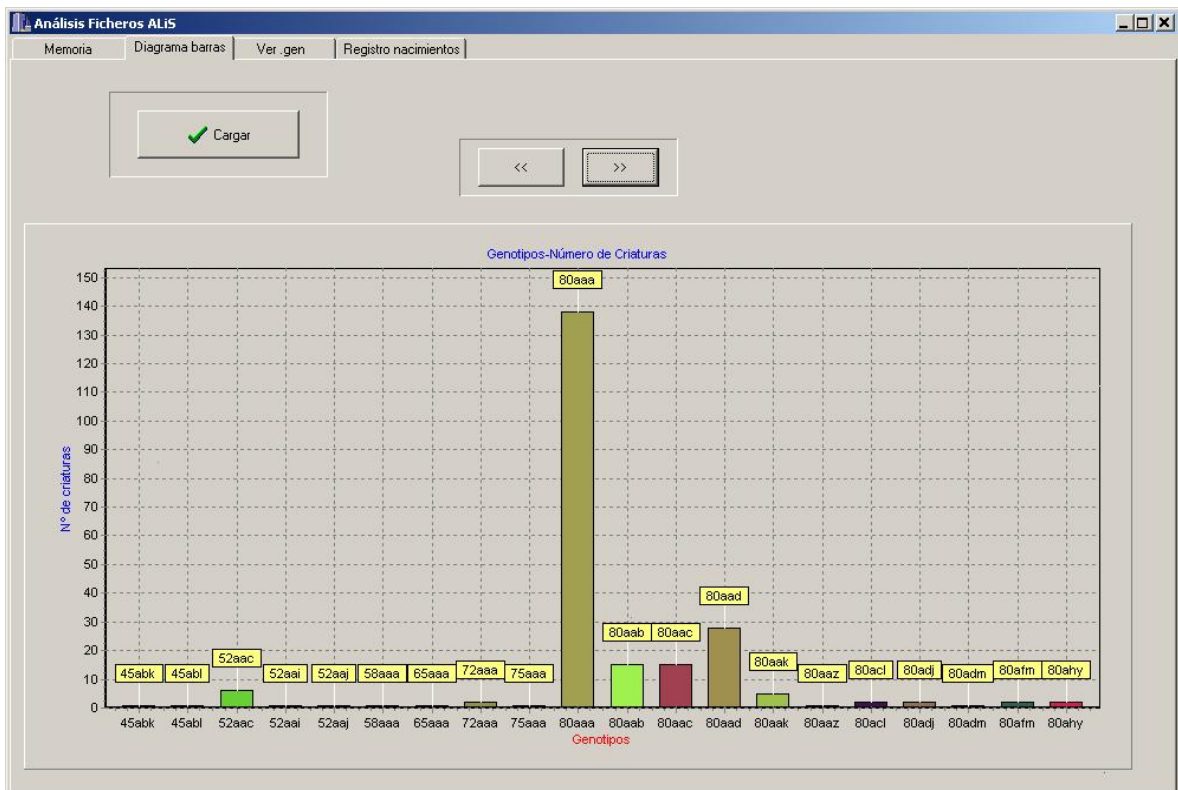 Análisis Ficheros ALiS
Memoria Diagrama barras Ver .gen Registro nacimientos
Cargar
<< >>
Genotipos-Número de Criaturas
150
140
130
120
110
100
90
80
70
60
50
40
30
20
10
0
Nº de criaturas
80aaa
80aad
80aab 80aac
45abk 45abl 52aac 52aai 52aaj 58aaa 65aaa 72aaa 75aaa 80aak 80aaz 80acl 80adj 80adm 80afm 80ahy
45abk 45abl 52aac 52aai 52aaj 58aaa 65aaa 72aaa 75aaa 80aaa 80aab 80aac 80aad 80aak 80aaz 80acl 80adj 80adm 80afm 80ahy
Genotipos